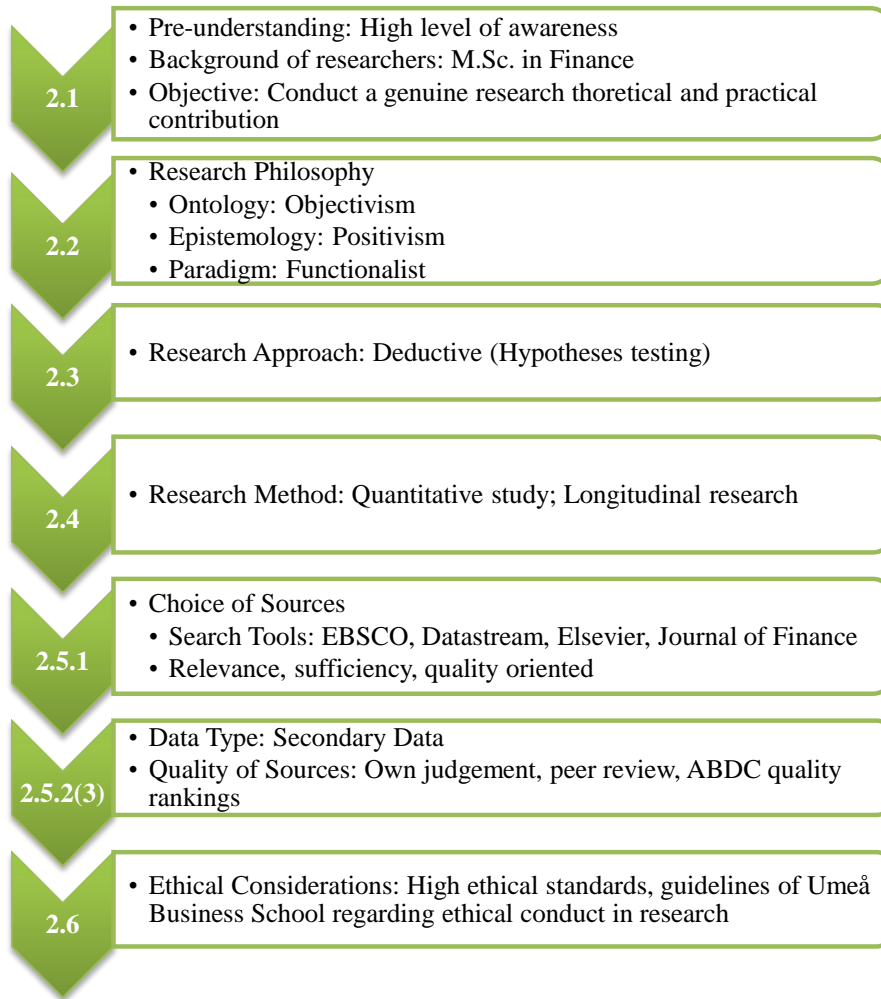 2.1
• Pre-understanding: High level of awareness
• Background of researchers: M.Sc. in Finance
• Objective: Conduct a genuine research thoretical and practical
contribution
2.2
• Research Philosophy
• Ontology: Objectivism
• Epistemology: Positivism
• Paradigm: Functionalist
2.3
• Research Approach: Deductive (Hypotheses testing)
2.4
• Research Method: Quantitative study; Longitudinal research
2.5.1
• Choice of Sources
• Search Tools: EBSCO, Datastream, Elsevier, Journal of Finance
• Relevance, sufficiency, quality oriented
2.5.2(3)
• Data Type: Secondary Data
• Quality of Sources: Own judgement, peer review, ABDC quality
rankings
2.6
• Ethical Considerations: High ethical standards, guidelines of Umeå
Business School regarding ethical conduct in research